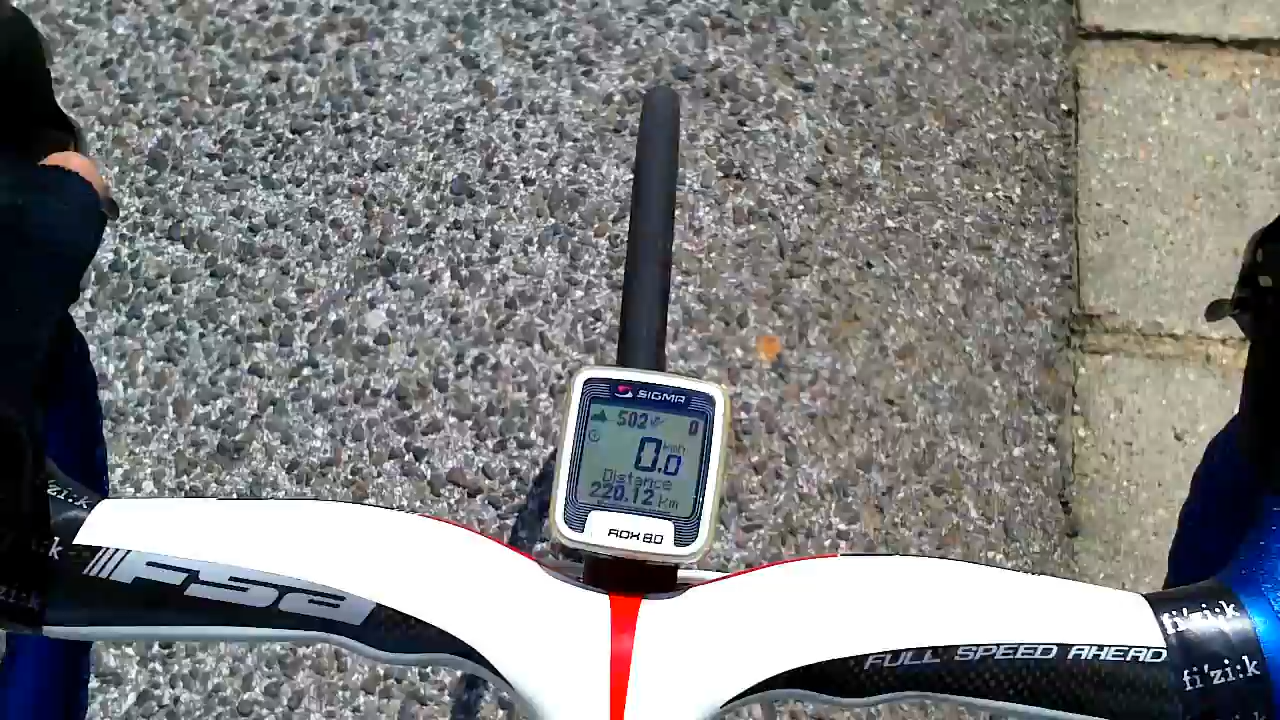 SIGMA
502 0
0.0 kmh
Distance
220.12 km
ROX 8.0
fi'zi:k
FSA
FULL SPEED AHEAD
fi'zi:k
fi'zi:k